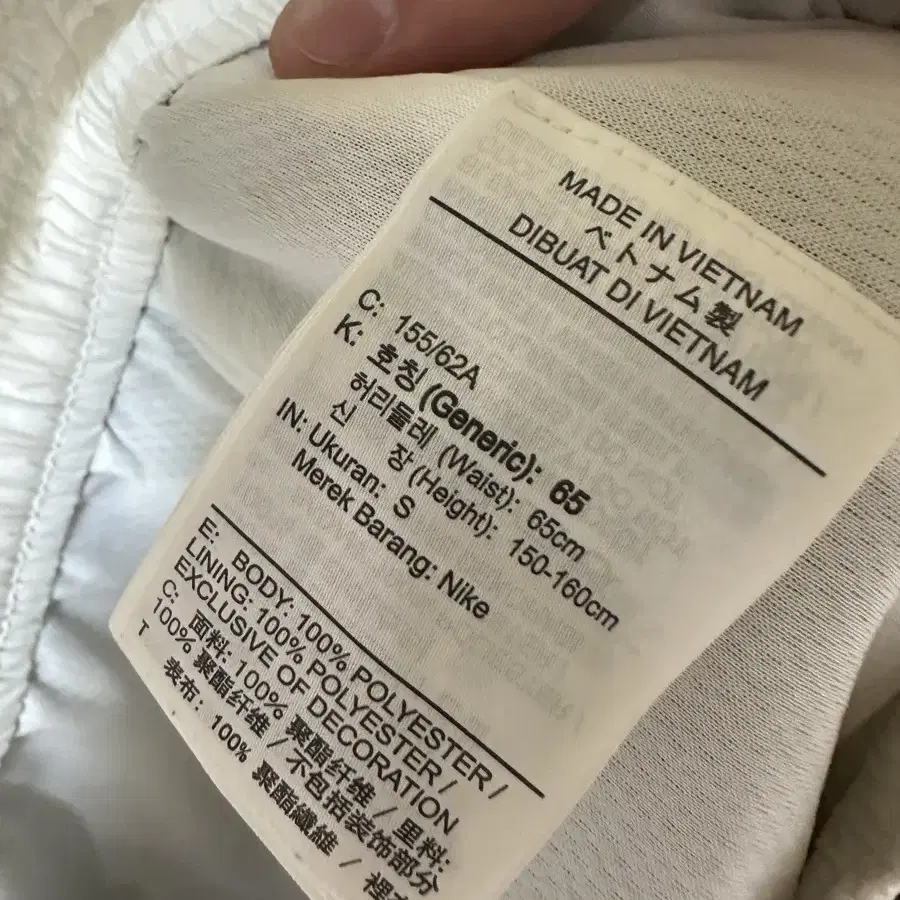 MADE IN VIETNAM
ベトナム製
DIBUAT DI VIETNAM
C: 155/62A
K: 호칭 (Generic): 65
허리둘레 (Waist): 65cm
신 장 (Height): 150-160cm
IN: Ukuran: S
Merek Barang: Nike
E: BODY: 100% POLYESTER /
LINING: 100% POLYESTER /
EXCLUSIVE OF DECORATION
C: 面料: 100% 聚酯纤维 / 里料:
100% 聚酯纤维 / 不包括装饰部分
T
表布: 100% 聚酯纖維 / 裡